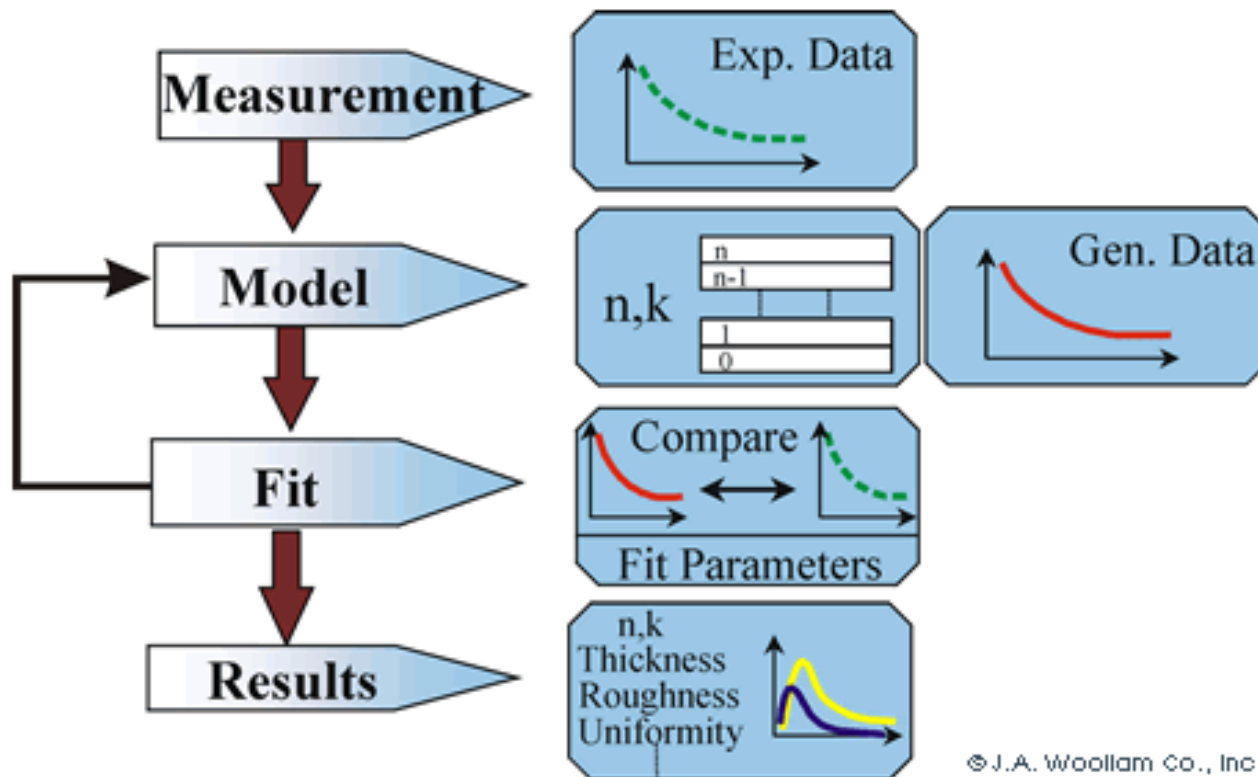 Measurement
Exp. Data
Model
n,k
n
n-1
1
0
Gen. Data
Fit
Compare
Fit Parameters
Results
n,k
Thickness
Roughness
Uniformity
© J.A. Woollam Co., Inc